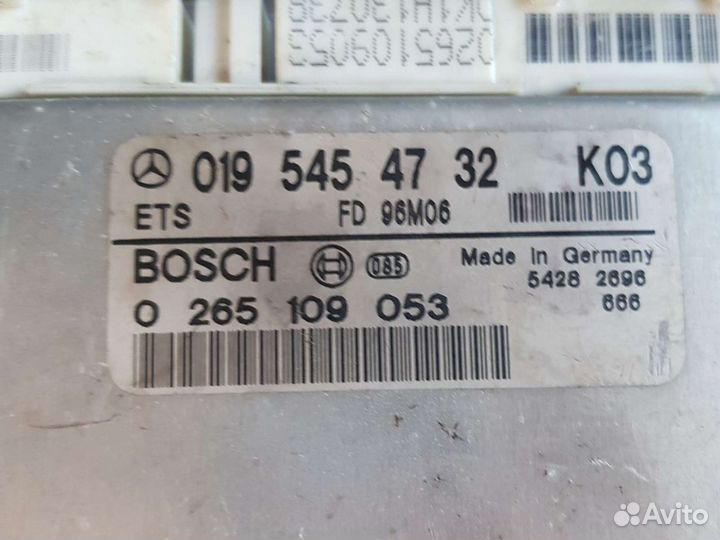 0265109053
019 545 47 32 K03
ETS FD 96M06
BOSCH 085 Made in Germany
5428 2696
0 265 109 053 666
Avito